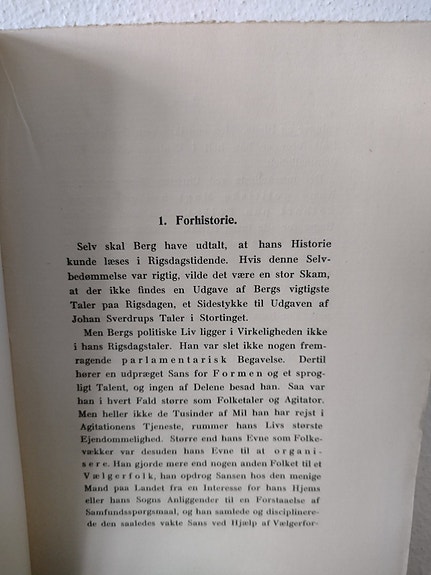 1. Forhistorie.
Selv skal Berg have udtalt, at hans Historie
kunde læses i Rigsdagstidende. Hvis denne Selv-
bedømmelse var rigtig, vilde det være en stor Skam,
at der ikke findes en Udgave af Bergs vigtigste
Taler paa Rigsdagen, et Sidestykke til Udgaven af
Johan Sverdrups Taler i Stortinget.
Men Bergs politiske Liv ligger i Virkeligheden ikke
i hans Rigsdagstaler. Han var slet ikke nogen frem-
ragende parlamentarisk Begavelse. Dertil
hører en udpræget Sans for Formen og et sprog-
ligt Talent, og ingen af Delene besad han. Saa var
han i hvert Fald større som Folketaler og Agitator.
Men heller ikke de Tusinder af Mil han har rejst i
Agitationens Tjeneste, rummer hans Livs største
Ejendommelighed. Større end hans Evne som Folke-
vækker var desuden hans Evne til at organi-
sere. Han gjorde mere end nogen anden Folket til et
Vælgerfolk, han opdrog Sansen hos den menige
Mand paa Landet fra en Interesse for hans Hjems
eller hans Sogns Anliggender til en Forstaaelse af
Samfundsspørgsmaal, og han samlede og disciplinere-
de den saaledes vakte Sans ved Hjælp af Vælgerfor-